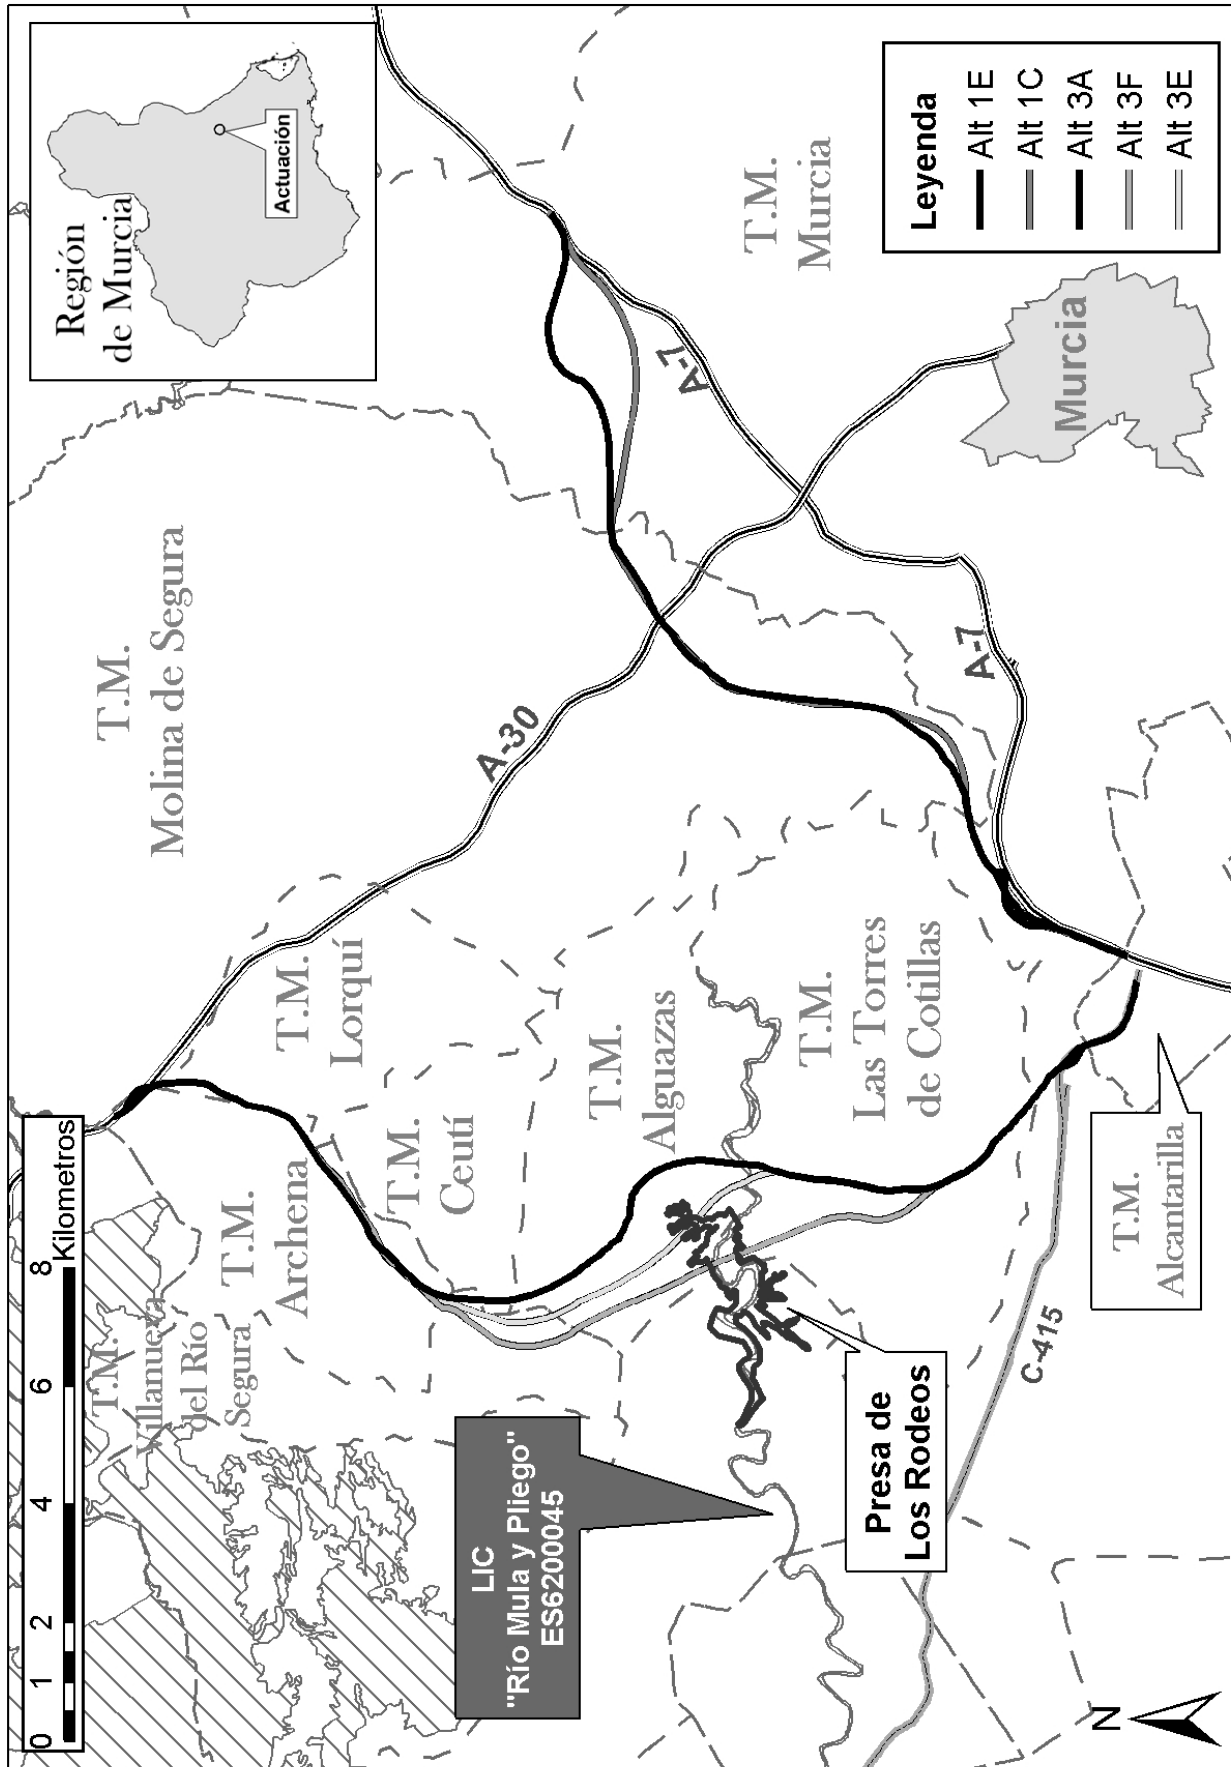 0 1 2 4 6 8
Kilometros
Región
de Murcia
Actuación
T.M.
Villanueva
del Río
Segura
T.M.
Archena
T.M.
Lorquí
T.M.
Ceutí
T.M.
Molina de Segura
A-30
T.M.
Alguazas
LIC
"Río Mula y Pliego"
ES6200045
A-7
T.M.
Murcia
T.M.
Las Torres
de Cotillas
Presa de
Los Rodeos
A-7
Murcia
C-415
T.M.
Alcantarilla
N
Leyenda
Alt 1E
Alt 1C
Alt 3A
Alt 3F
Alt 3E